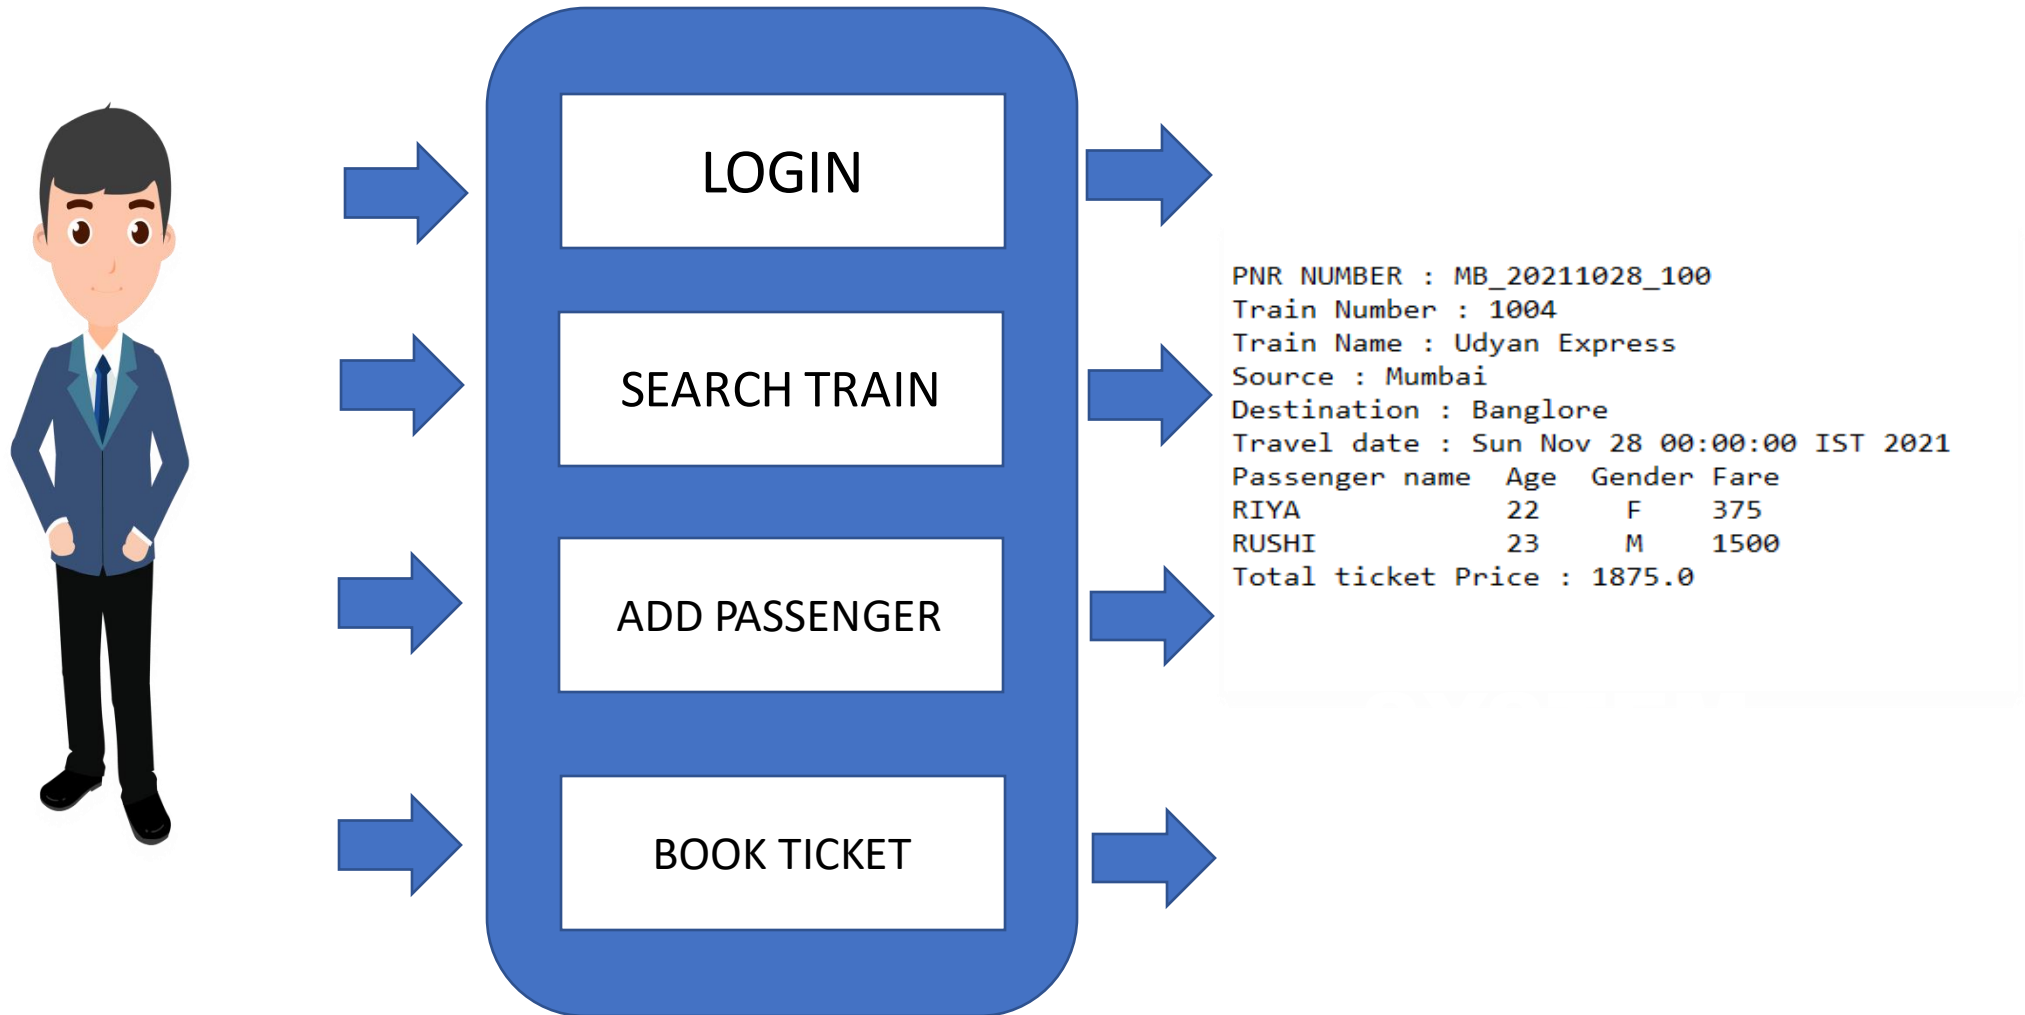 LOGIN
SEARCH TRAIN
ADD PASSENGER
BOOK TICKET
PNR NUMBER : MB_20211028_100
Train Number : 1004
Train Name : Udyan Express
Source : Mumbai
Destination : Banglore
Travel date : Sun Nov 28 00:00:00 IST 2021
Passenger name  Age  Gender Fare
RIYA            22     F    375
RUSHI           23     M    1500
Total ticket Price : 1875.0